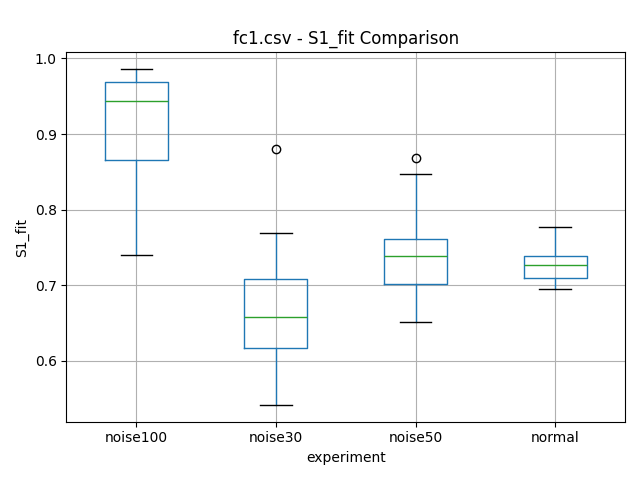 fc1.csv - S1_fit Comparison
1.0
0.9
0.8
0.7
0.6
S1_fit
noise100
noise30
noise50
normal
experiment